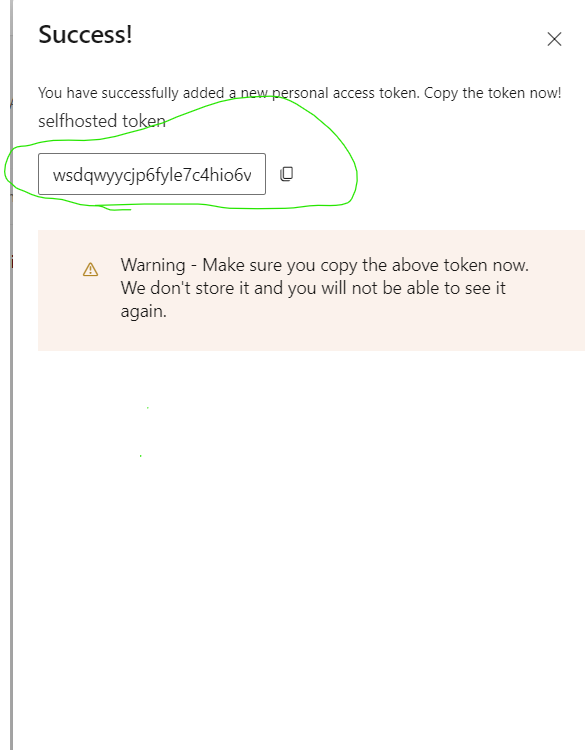 Success!
You have successfully added a new personal access token. Copy the token now!
selfhosted token
wsdqwyycjp6fyle7c4hio6v
Warning - Make sure you copy the above token now.
We don't store it and you will not be able to see it
again.